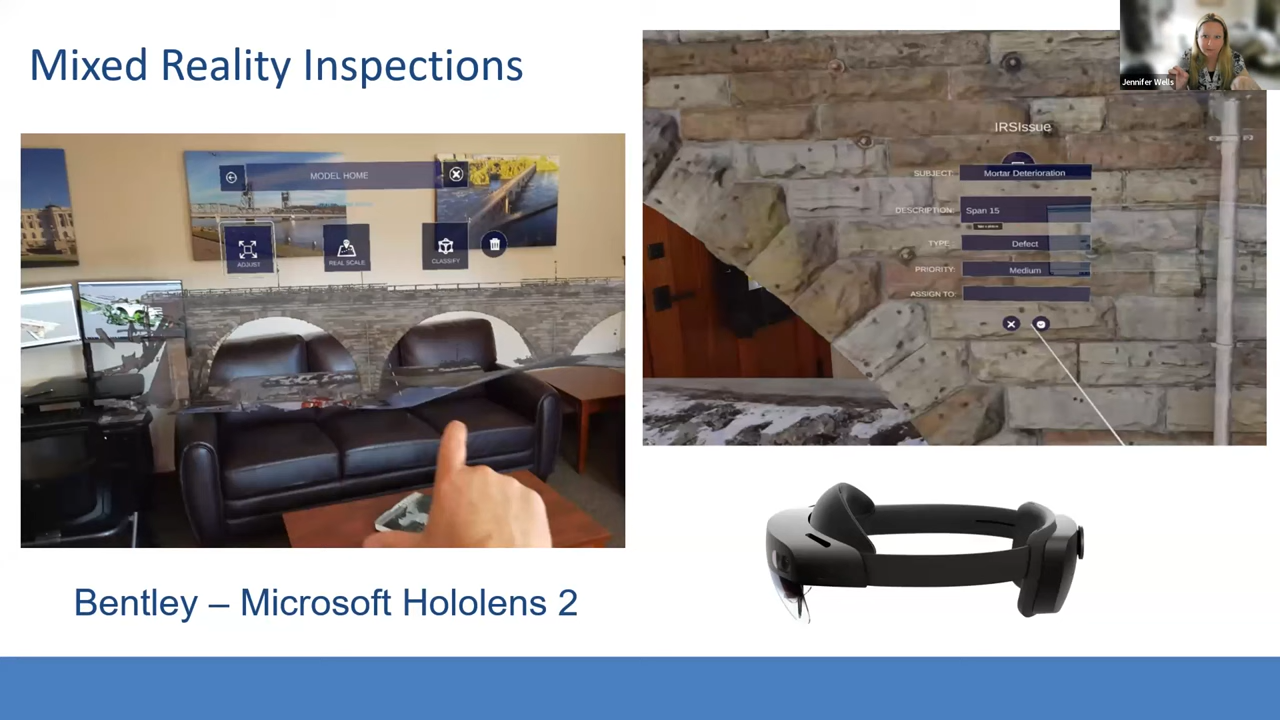 Mixed Reality Inspections
Jennifer Wells
MODEL HOME
ADJUST
REAL SCALE
CLASSIFY
IRSIssue
SUBJECT: Mortar Deterioration
DESCRIPTION: Span 15
TYPE: Defect
PRIORITY: Medium
ASSIGN TO:
Bentley – Microsoft Hololens 2